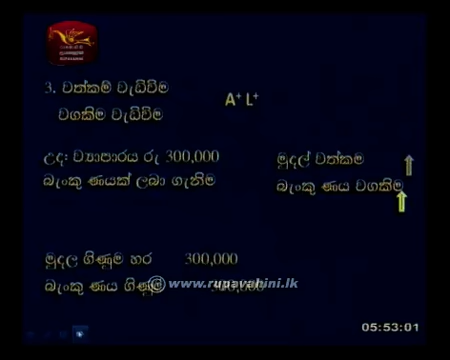 3. වත්කම් වැඩිවීම
A⁺ L⁺
වගකීම් වැඩිවීම
උදා: ව්‍යාපාරය රු 300,000
බැංකු ණයක් ලබා ගැනීම
මුදල් වත්කම
බැංකු ණය වගකීම
මුදල් ගිණුම හර 300,000
බැංකු ණය ගිණුම
© www.rupavahini.lk
05:53:01